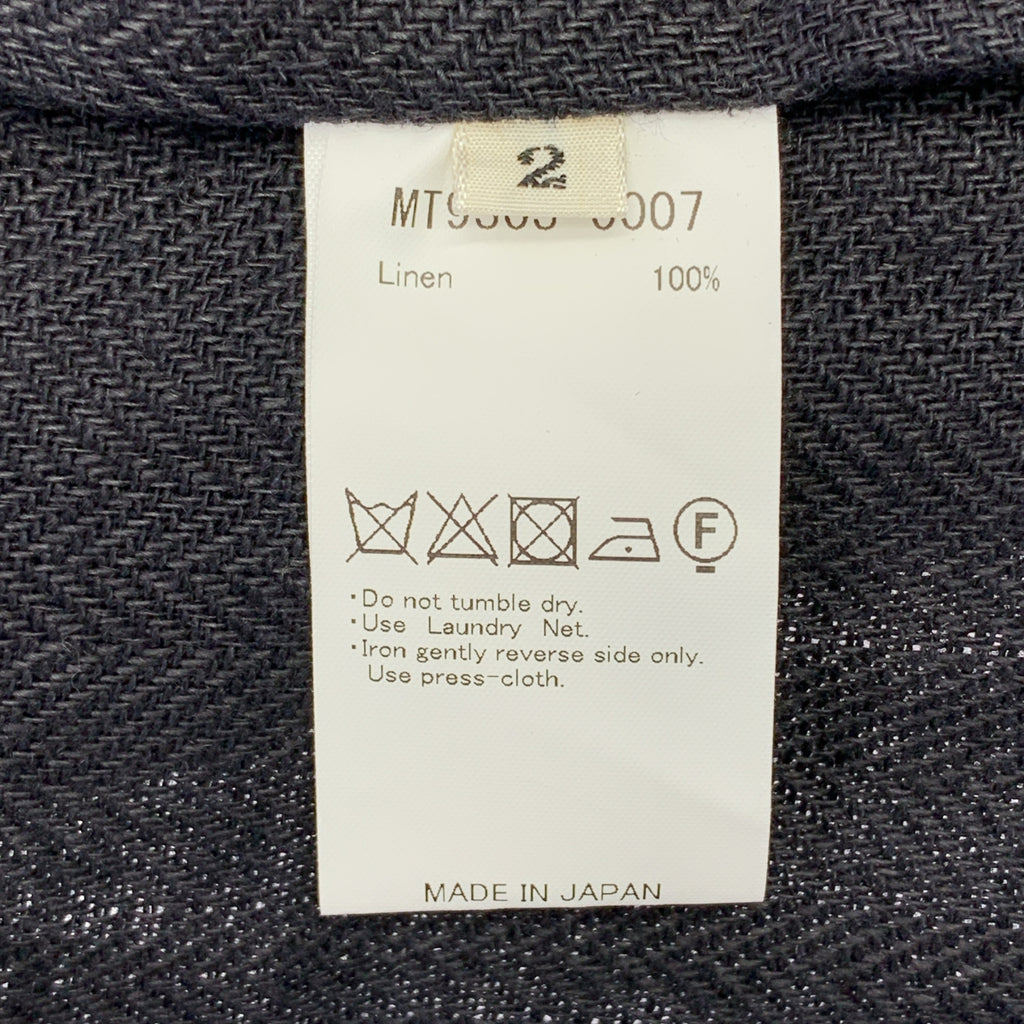 2
Linen 100%
F
·Do not tumble dry.
·Use Laundry Net.
·Iron gently reverse side only.
Use press-cloth.
MADE IN JAPAN